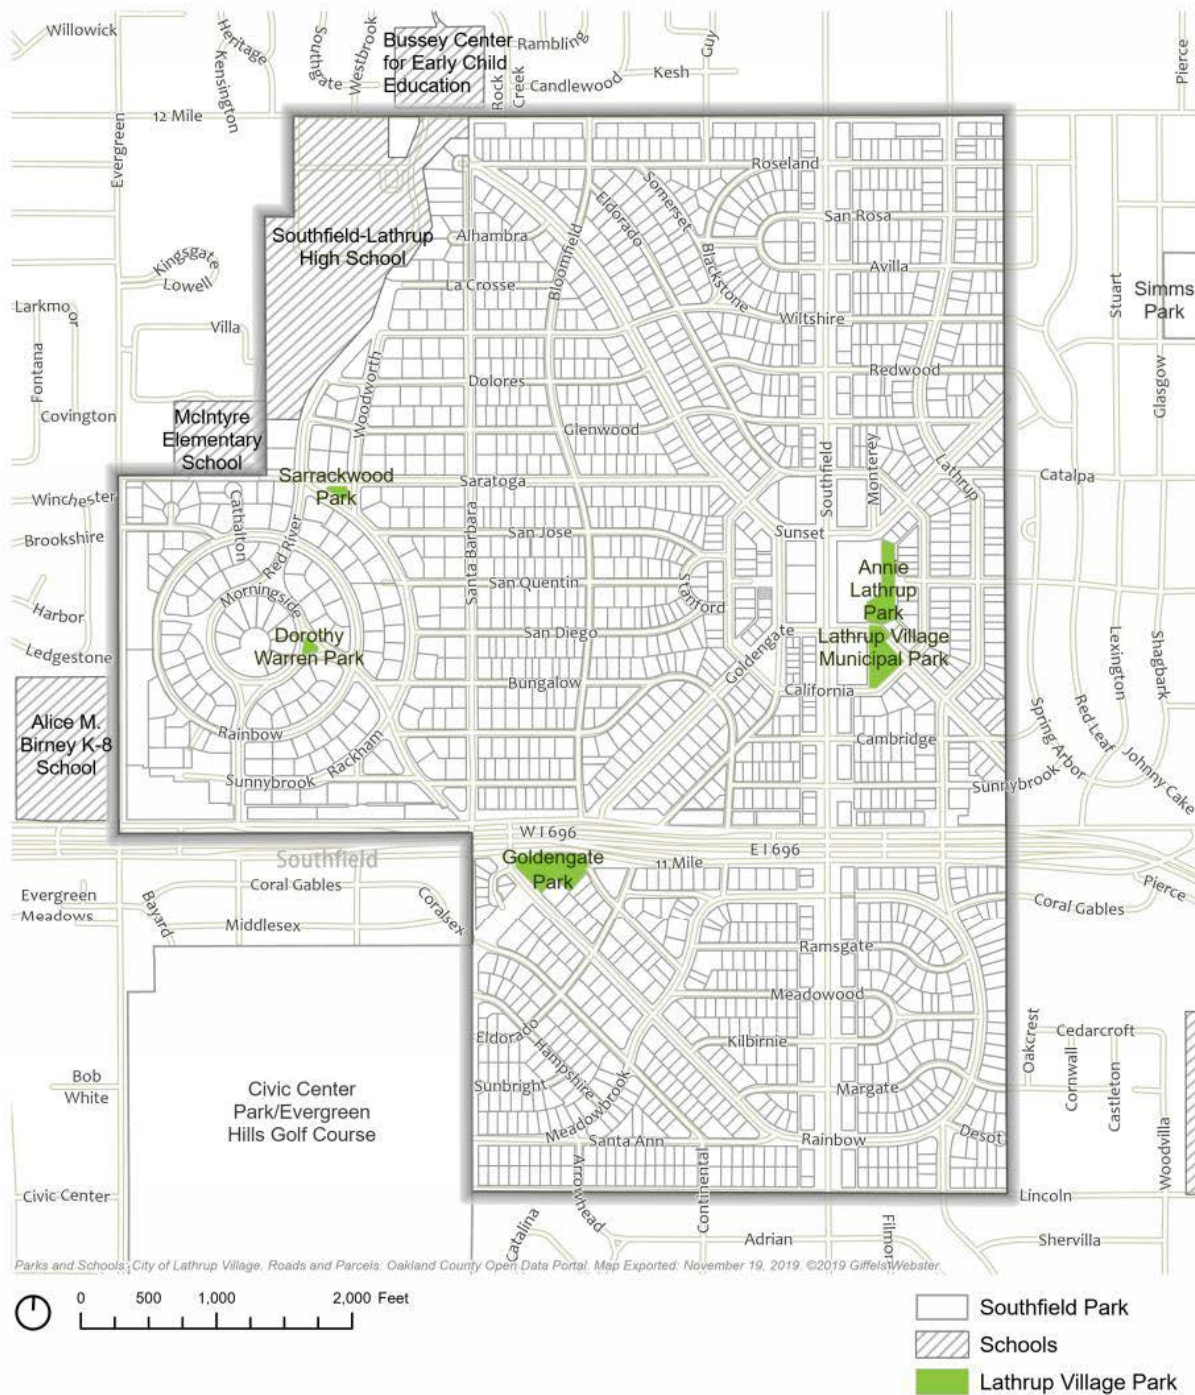 Willowick
Heritage
Kensington
Southgate
Westbrook
Bussey Center
for Early Child
Education
Rambling
Rock
Creek
Candlewood
Kesh
Guy
Pierce
12 Mile
Evergreen
Roseland
Somerset
Eldorado
San Rosa
Southfield-Lathrup
High School
Alhambra
Bloomfield
Blackstone
Avilla
Kingsgate
Lowell
La Crosse
Stuart
Simms
Park
Larkmoor
Villa
Wiltshire
Fontana
Woodworth
Dolores
Redwood
Glasgow
Covington
McIntyre
Elementary
School
Glenwood
Southfield
Monterey
Lathrup
Sarrackwood
Park
Saratoga
Catalpa
Winchester
Cathalton
Brookshire
Red River
Santa Barbara
San Jose
Sunset
Annie
Lathrup
Park
San Quentin
Stanford
Morningside
Harbor
Dorothy
Warren Park
San Diego
Goldengate
Lathrup Village
Municipal Park
Lexington
Shagbark
Ledgestone
Bungalow
California
Alice M.
Birney K-8
School
Rainbow
Rackham
Cambridge
Spring Arbor
Red Leaf
Johnny Cake
Sunnybrook
Sunnybrook
W I 696
E I 696
Southfield
Goldengate
Park
11 Mile
Pierce
Evergreen
Meadows
Bayard
Coral Gables
Coralsex
Coral Gables
Middlesex
Ramsgate
Meadowood
Eldorado
Hampshire
Kilbirnie
Oakcrest
Cedarcroft
Cornwall
Castleton
Bob
White
Civic Center
Park/Evergreen
Hills Golf Course
Sunbright
Meadowbrook
Margate
Santa Ann
Rainbow
Desot
Woodvilla
Civic Center
Arrowhead
Continental
Lincoln
Catalina
Adrian
Filmor
Shervilla
Parks and Schools: City of Lathrup Village. Roads and Parcels: Oakland County Open Data Portal. Map Exported: November 19, 2019. ©2019 Giffels Webster
0 500 1,000 2,000 Feet
Southfield Park
Schools
Lathrup Village Park